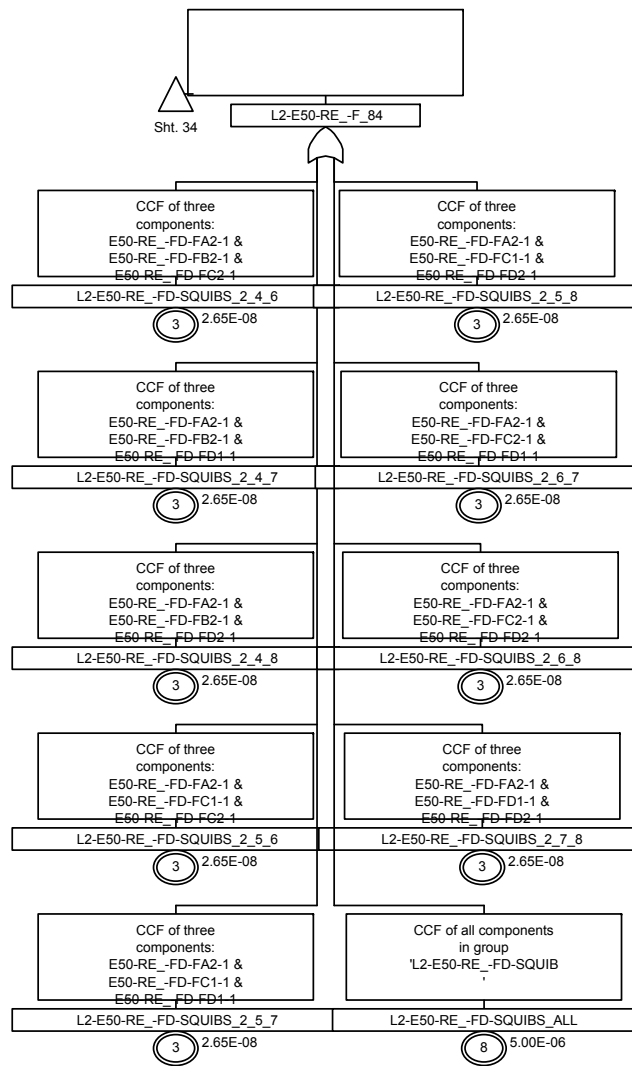 Sht. 34
L2-E50-RE_-F_84
CCF of three
components:
E50-RE_-FD-FA2-1 &
E50-RE_-FD-FB2-1 &
E50-RE_-FD-FC2-1
L2-E50-RE_-FD-SQUIBS_2_4_6
3
2.65E-08
CCF of three
components:
E50-RE_-FD-FA2-1 &
E50-RE_-FD-FC1-1 &
E50-RE_-FD-FD2-1
L2-E50-RE_-FD-SQUIBS_2_5_8
3
2.65E-08
CCF of three
components:
E50-RE_-FD-FA2-1 &
E50-RE_-FD-FB2-1 &
E50-RE_-FD-FD1-1
L2-E50-RE_-FD-SQUIBS_2_4_7
3
2.65E-08
CCF of three
components:
E50-RE_-FD-FA2-1 &
E50-RE_-FD-FC2-1 &
E50-RE_-FD-FD1-1
L2-E50-RE_-FD-SQUIBS_2_6_7
3
2.65E-08
CCF of three
components:
E50-RE_-FD-FA2-1 &
E50-RE_-FD-FB2-1 &
E50-RE_-FD-FD2-1
L2-E50-RE_-FD-SQUIBS_2_4_8
3
2.65E-08
CCF of three
components:
E50-RE_-FD-FA2-1 &
E50-RE_-FD-FC2-1 &
E50-RE_-FD-FD2-1
L2-E50-RE_-FD-SQUIBS_2_6_8
3
2.65E-08
CCF of three
components:
E50-RE_-FD-FA2-1 &
E50-RE_-FD-FC1-1 &
E50-RE_-FD-FC2-1
L2-E50-RE_-FD-SQUIBS_2_5_6
3
2.65E-08
CCF of three
components:
E50-RE_-FD-FA2-1 &
E50-RE_-FD-FD1-1 &
E50-RE_-FD-FD2-1
L2-E50-RE_-FD-SQUIBS_2_7_8
3
2.65E-08
CCF of three
components:
E50-RE_-FD-FA2-1 &
E50-RE_-FD-FC1-1 &
E50-RE_-FD-FD1-1
L2-E50-RE_-FD-SQUIBS_2_5_7
3
2.65E-08
CCF of all components
in group
'L2-E50-RE_-FD-SQUIB
'
L2-E50-RE_-FD-SQUIBS_ALL
8
5.00E-06